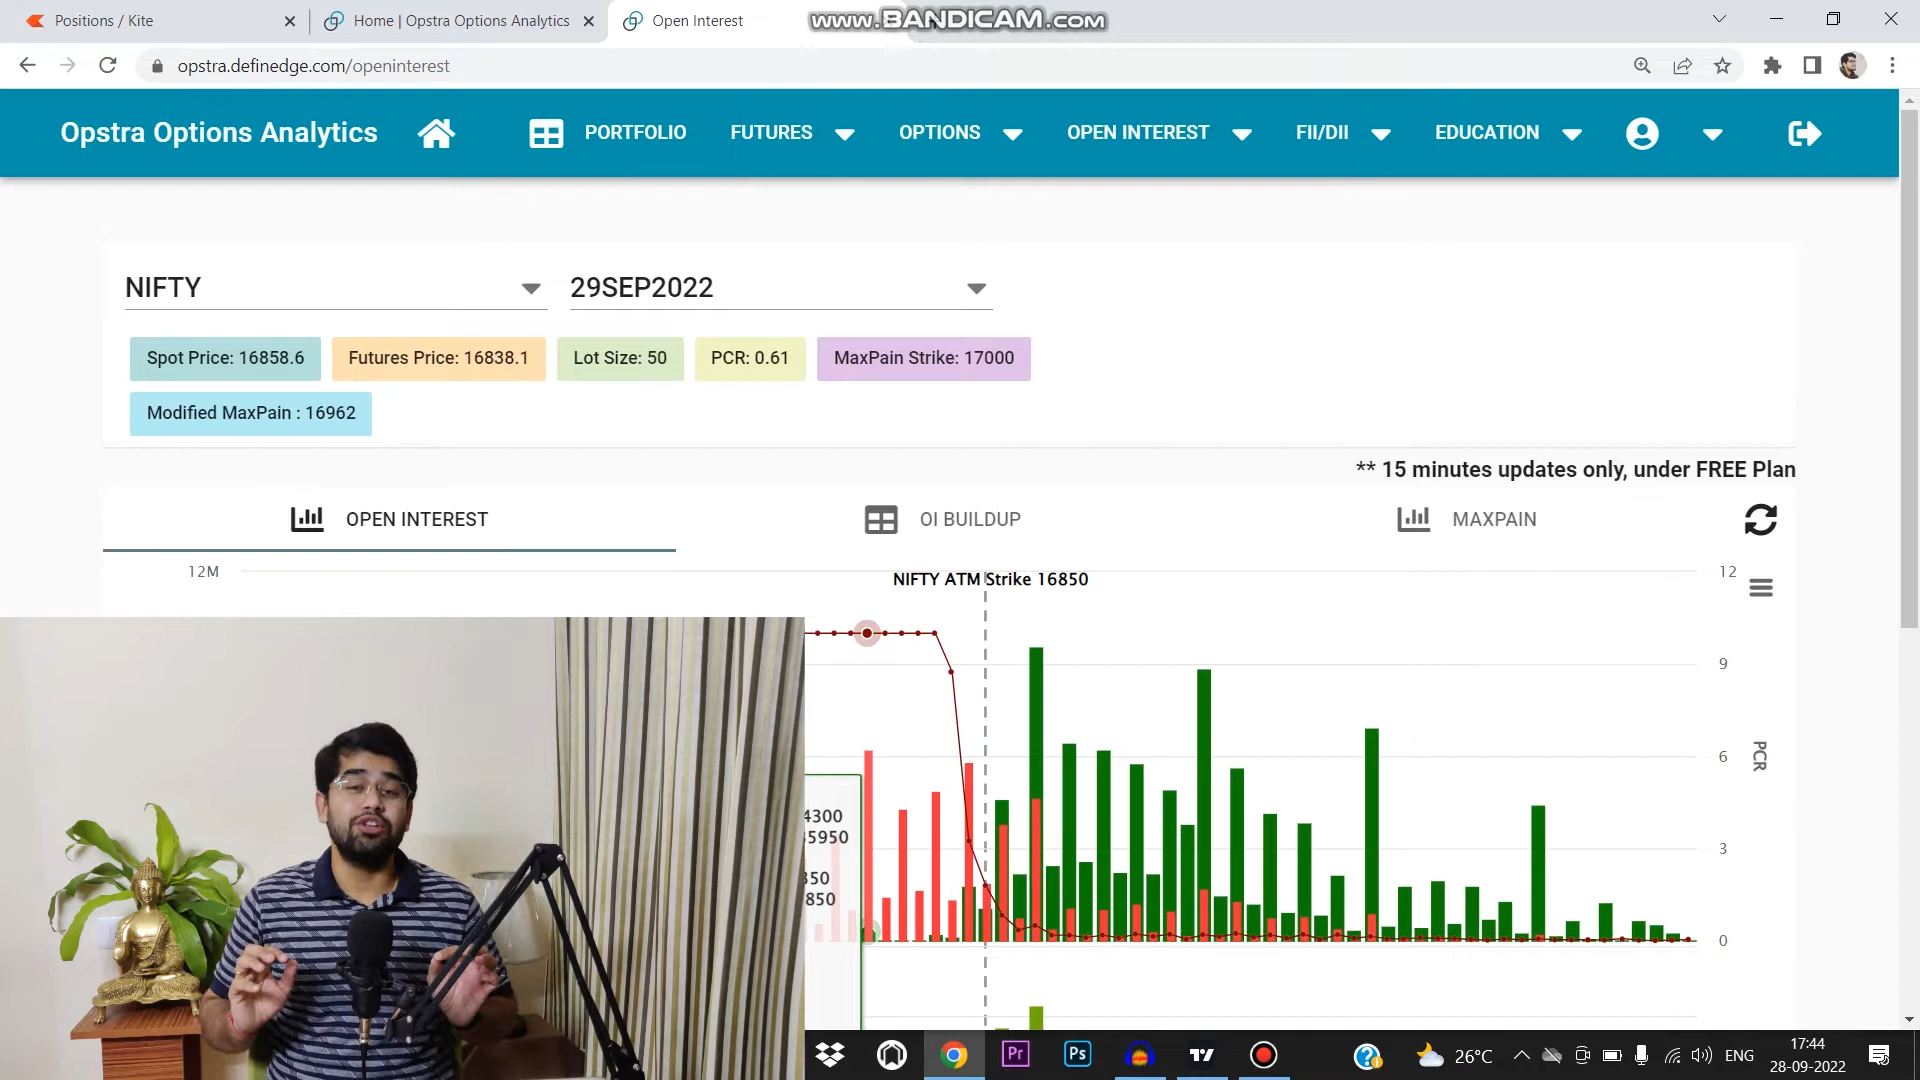 Positions / Kite
Home | Opstra Options Analytics
Open Interest
www.BANDICAM.com
opstra.definedge.com/openinterest
Opstra Options Analytics
PORTFOLIO
FUTURES
OPTIONS
OPEN INTEREST
FII/DII
EDUCATION
NIFTY
29SEP2022
Spot Price: 16858.6
Futures Price: 16838.1
Lot Size: 50
PCR: 0.61
MaxPain Strike: 17000
Modified MaxPain : 16962
** 15 minutes updates only, under FREE Plan
OPEN INTEREST
OI BUILDUP
MAXPAIN
12M
NIFTY ATM Strike 16850
12
9
6
3
0
PCR
4300
5950
350
850
Pr
Ps
26°C
ENG
17:44
28-09-2022